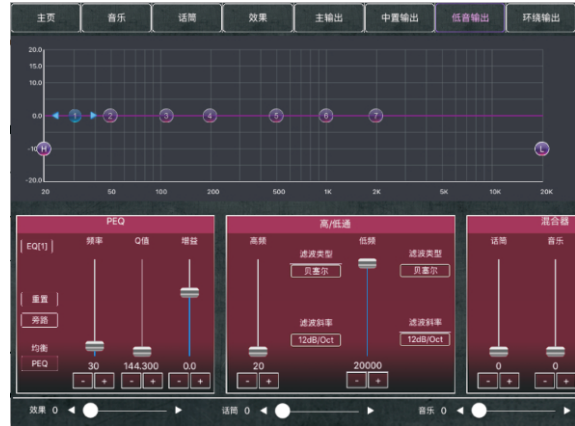 主页 音乐 话筒 效果 主输出 中置输出 低音输出 环绕输出
20.0
15.0
10.0
0.0
-10
-20.0
H 1 2 3 4 5 6 7 L
20 50 100 200 500 1K 2K 5K 10K 20K
PEQ 高/低通 混合器
EQ[1] 频率 Q值 增益 高频 低频 话筒 音乐
滤波类型 滤波类型
贝塞尔 贝塞尔
重置
旁路
滤波斜率 滤波斜率
12dB/Oct 12dB/Oct
均衡
PEQ
30 144.300 0.0 20 20000 0 0
- + - + - + - + - + - + - +
效果 0 话筒 0 音乐 0